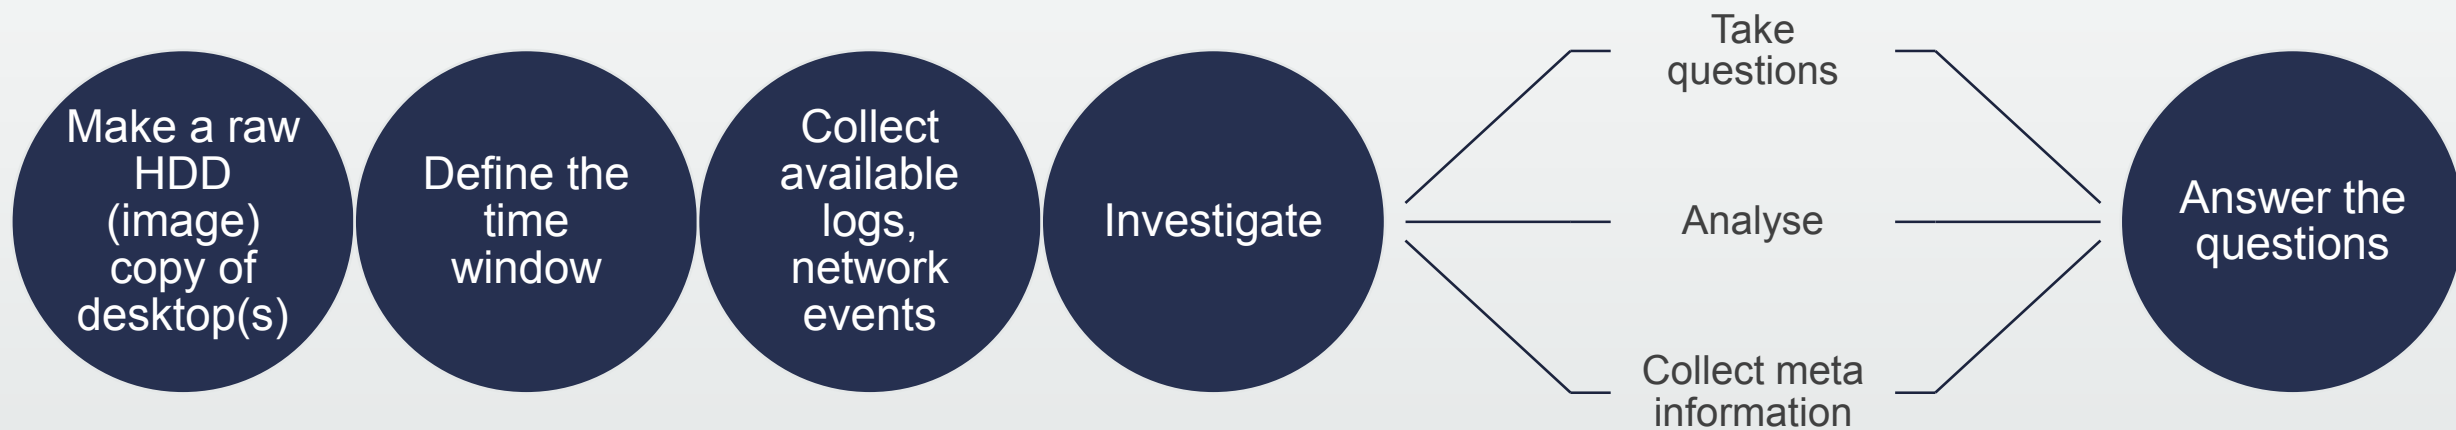 Make a raw
HDD
(image)
copy of
desktop(s)
Define the
time
window
Collect
available
logs,
network
events
Investigate
Take
questions
Analyse
Collect meta
information
Answer the
questions